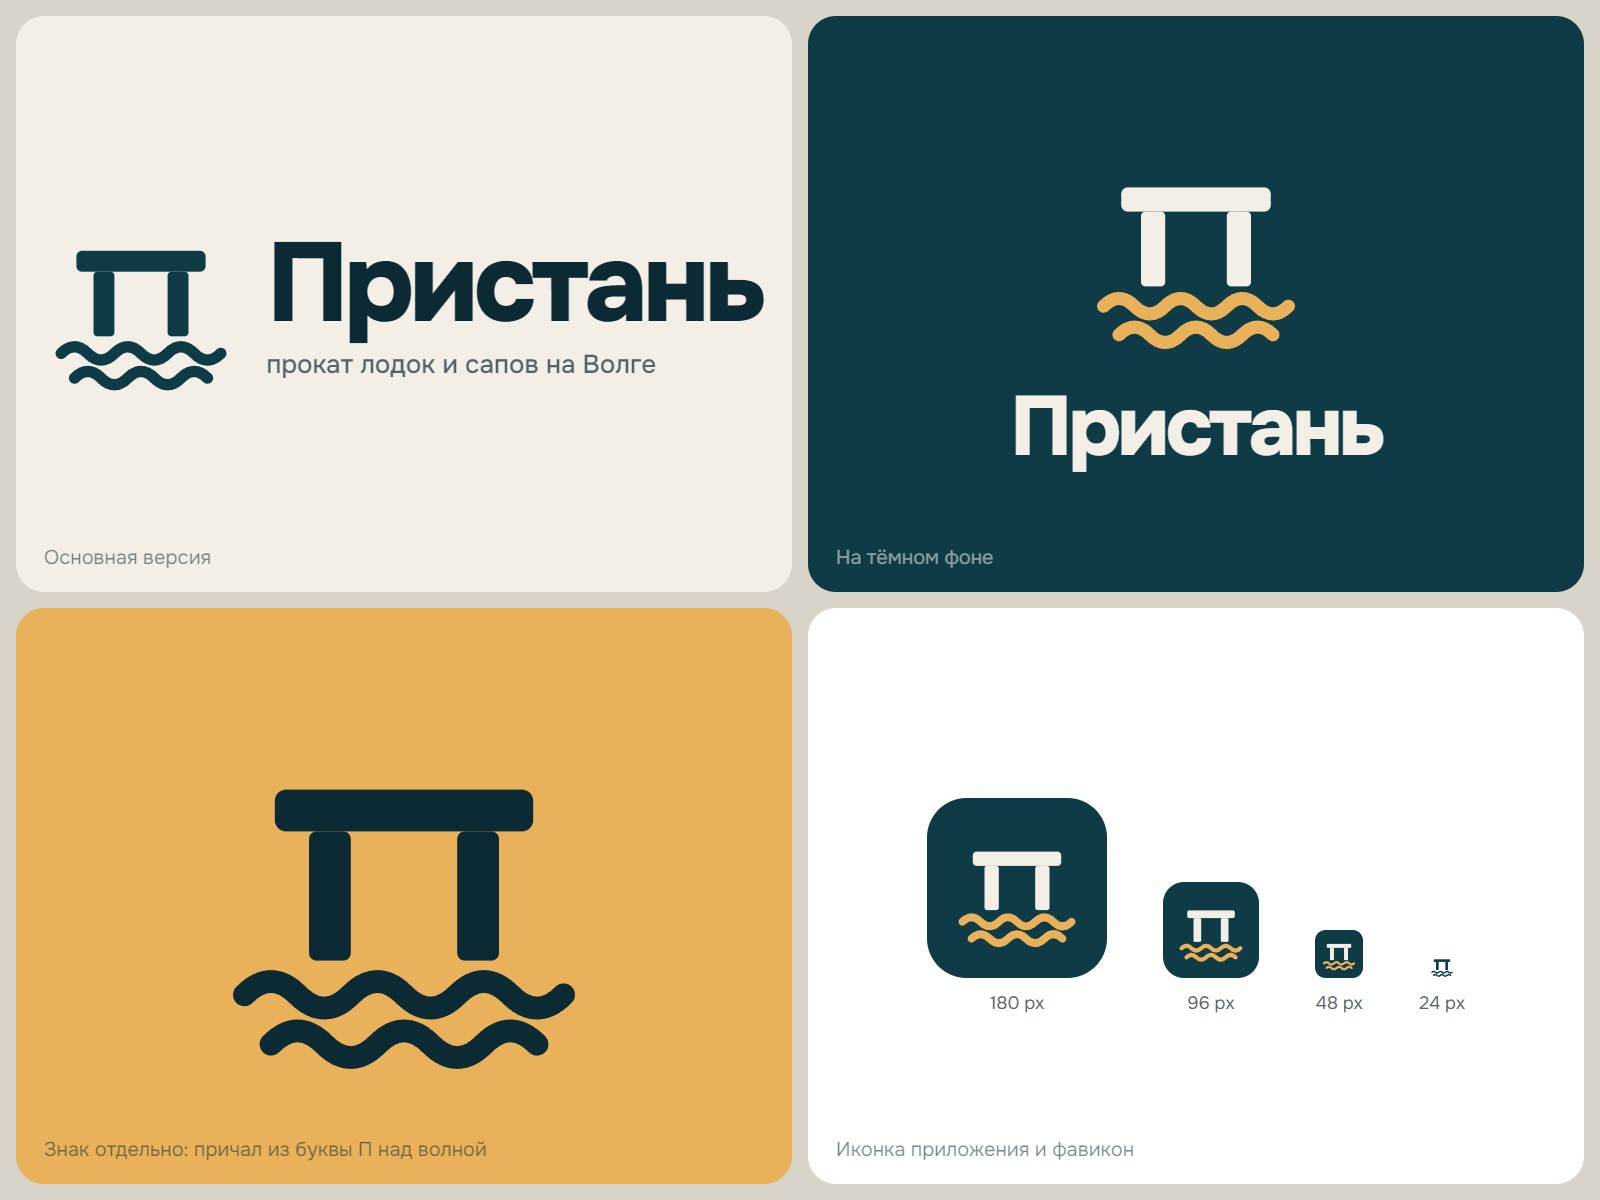 Пристань
прокат лодок и сапов на Волге
Основная версия
Пристань
На тёмном фоне
Знак отдельно: причал из буквы П над волной
180 px
96 px
48 px
24 px
Иконка приложения и фавикон